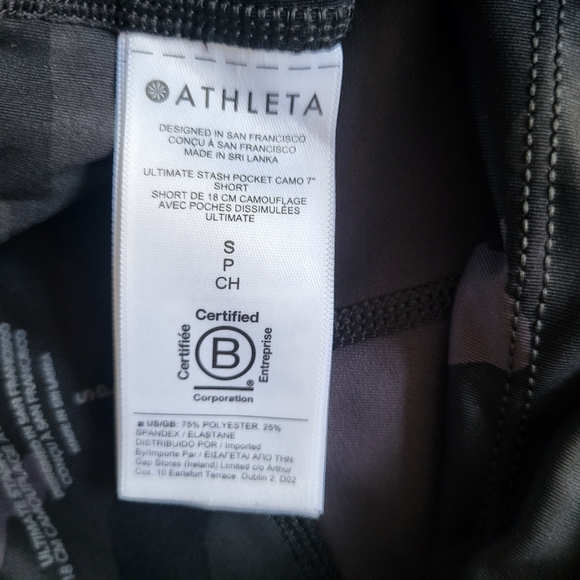 ATHLETA
DESIGNED IN SAN FRANCISCO
CONÇU À SAN FRANCISCO
MADE IN SRI LANKA
ULTIMATE STASH POCKET CAMO 7"
SHORT
SHORT DE 18 CM CAMOUFLAGE
AVEC POCHES DISSIMULÉES
ULTIMATE
S
P
CH
Certified
Certifiée
B
Entreprise
®
Corporation
US/GB: 75% POLYESTER, 25%
SPANDEX / ELASTANE
DISTRIBUIDO POR / Imported
By/Importe Par / ΕΙΣΑΓΕΤΑΙ ΑΠΟ ΤΗΝ:
Gap Stores (Ireland) Limited c/o Arthur
Cox, 10 Earlsfort Terrace, Dublin 2, D02